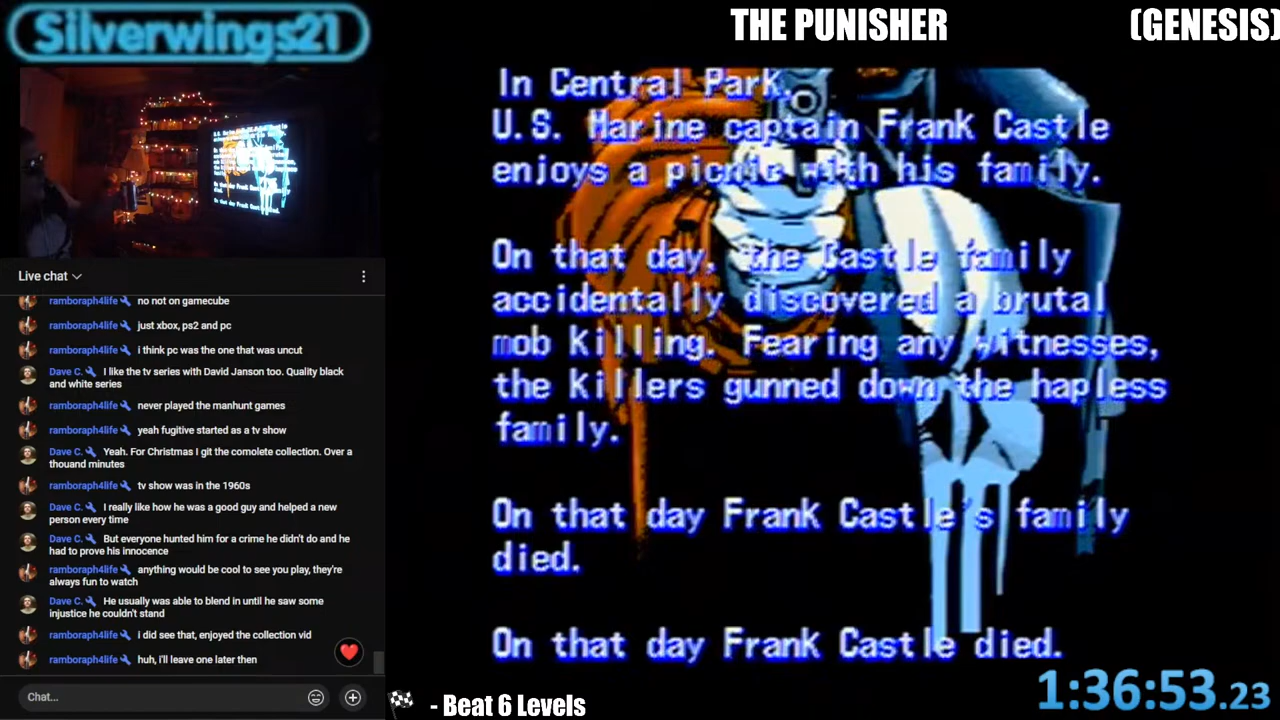 Silverwings21
THE PUNISHER
(GENESIS)
In Central Park.
U.S. Marine captain Frank Castle
enjoys a picnic with his family.
On that day, the Castle family
accidentally discovered a brutal
mob killing. Fearing any witnesses,
the killers gunned down the hapless
family.
On that day Frank Castle's family
died.
On that day Frank Castle died.
Live chat
ramboraph4life no not on gamecube
ramboraph4life just xbox, ps2 and pc
ramboraph4life i think pc was the one that was uncut
Dave C. I like the tv series with David Janson too. Quality black
and white series
ramboraph4life never played the manhunt games
ramboraph4life yeah fugitive started as a tv show
Dave C. Yeah. For Christmas I git the comolete collection. Over a
thouand minutes
ramboraph4life tv show was in the 1960s
Dave C. I really like how he was a good guy and helped a new
person every time
Dave C. But everyone hunted him for a crime he didn't do and he
had to prove his innocence
ramboraph4life anything would be cool to see you play, they're
always fun to watch
Dave C. He usually was able to blend in until he saw some
injustice he couldn't stand
ramboraph4life i did see that, enjoyed the collection vid
ramboraph4life huh, i'll leave one later then
Chat...
- Beat 6 Levels
1:36:53.23